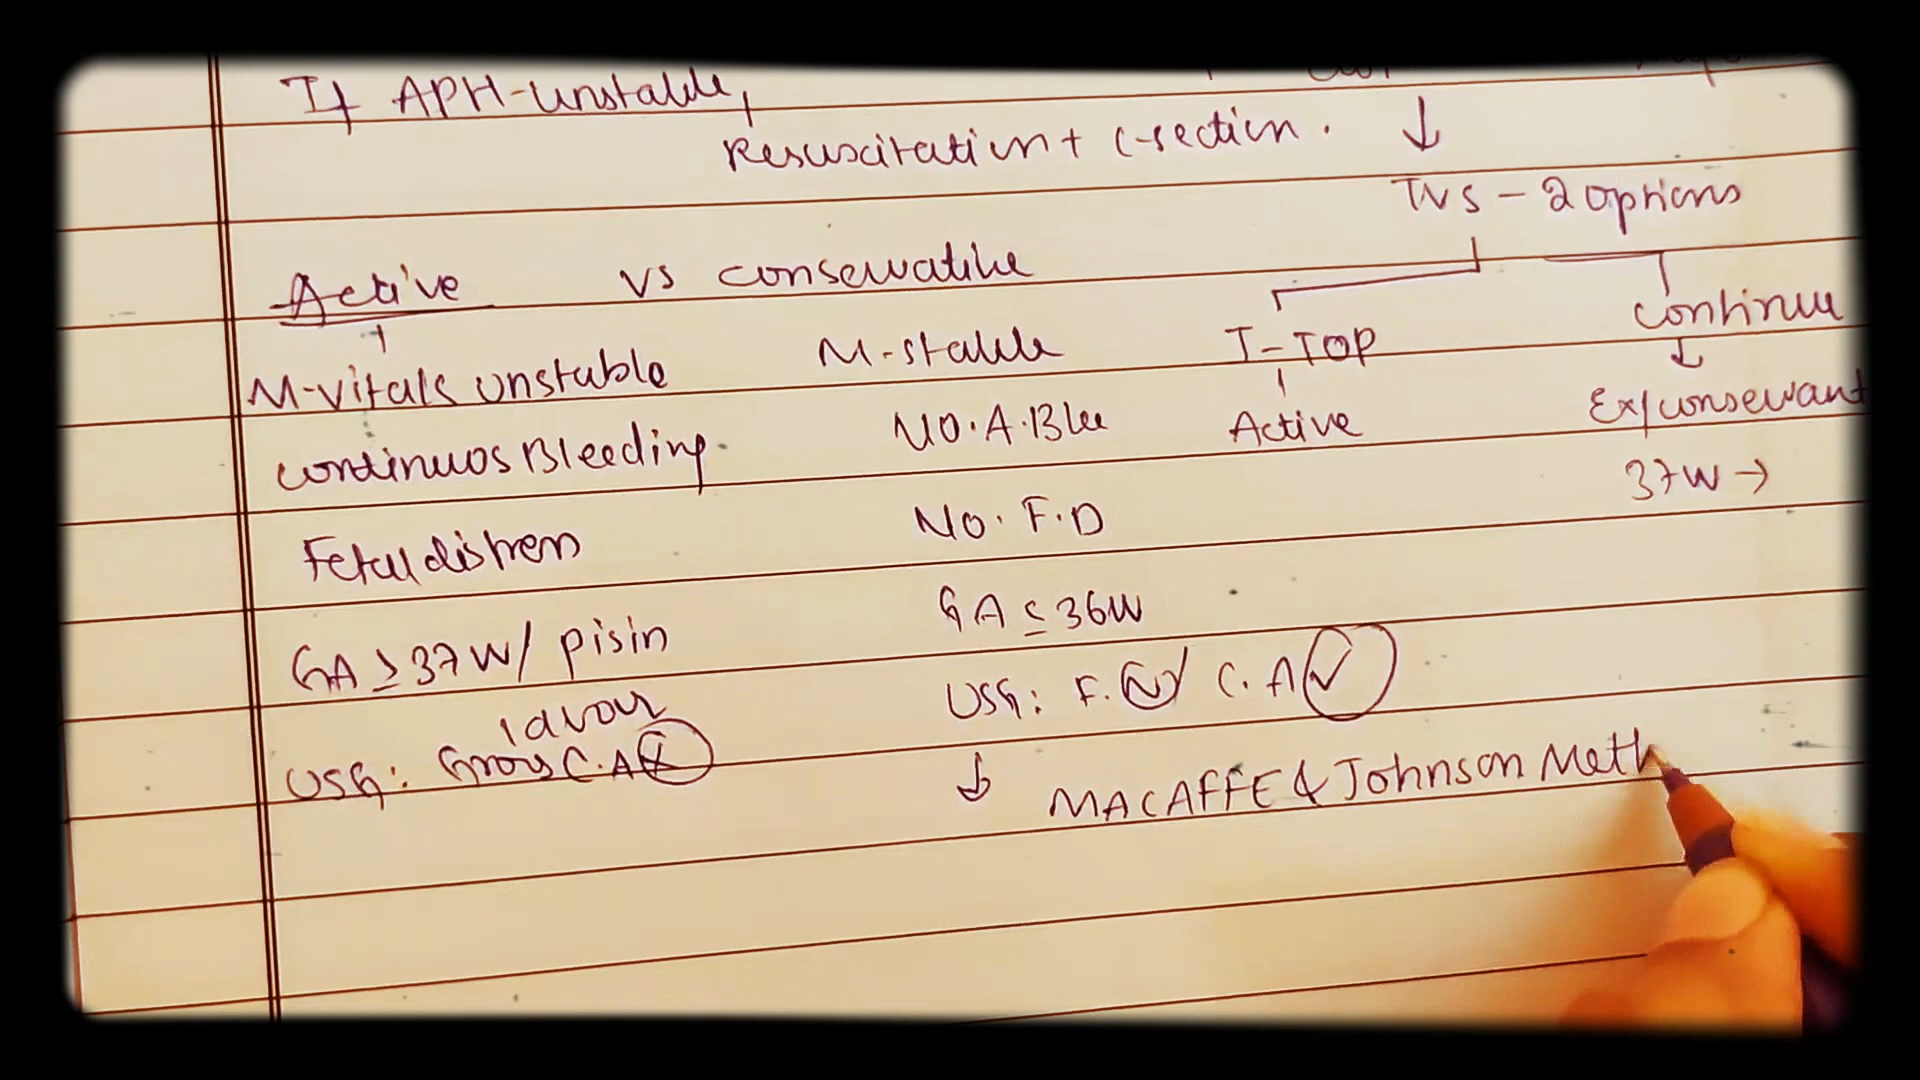 If APH-unstable,
Resuscitation + C-section.
↓
TVS - 2 options
Active vs conservative
M-vitals unstable
M-stable
T-TOP
continue
↓
continuos Bleeding.
NO. A. Blee
Active
Ex/conservant
37W →
Fetal distress
NO. F.D
GA ≥ 37W/ pisin
labour
GA ≤ 36W
USG: Gross C.A
USG: F. N / C.A ✓
↓ MACAFFE & Johnson Meth